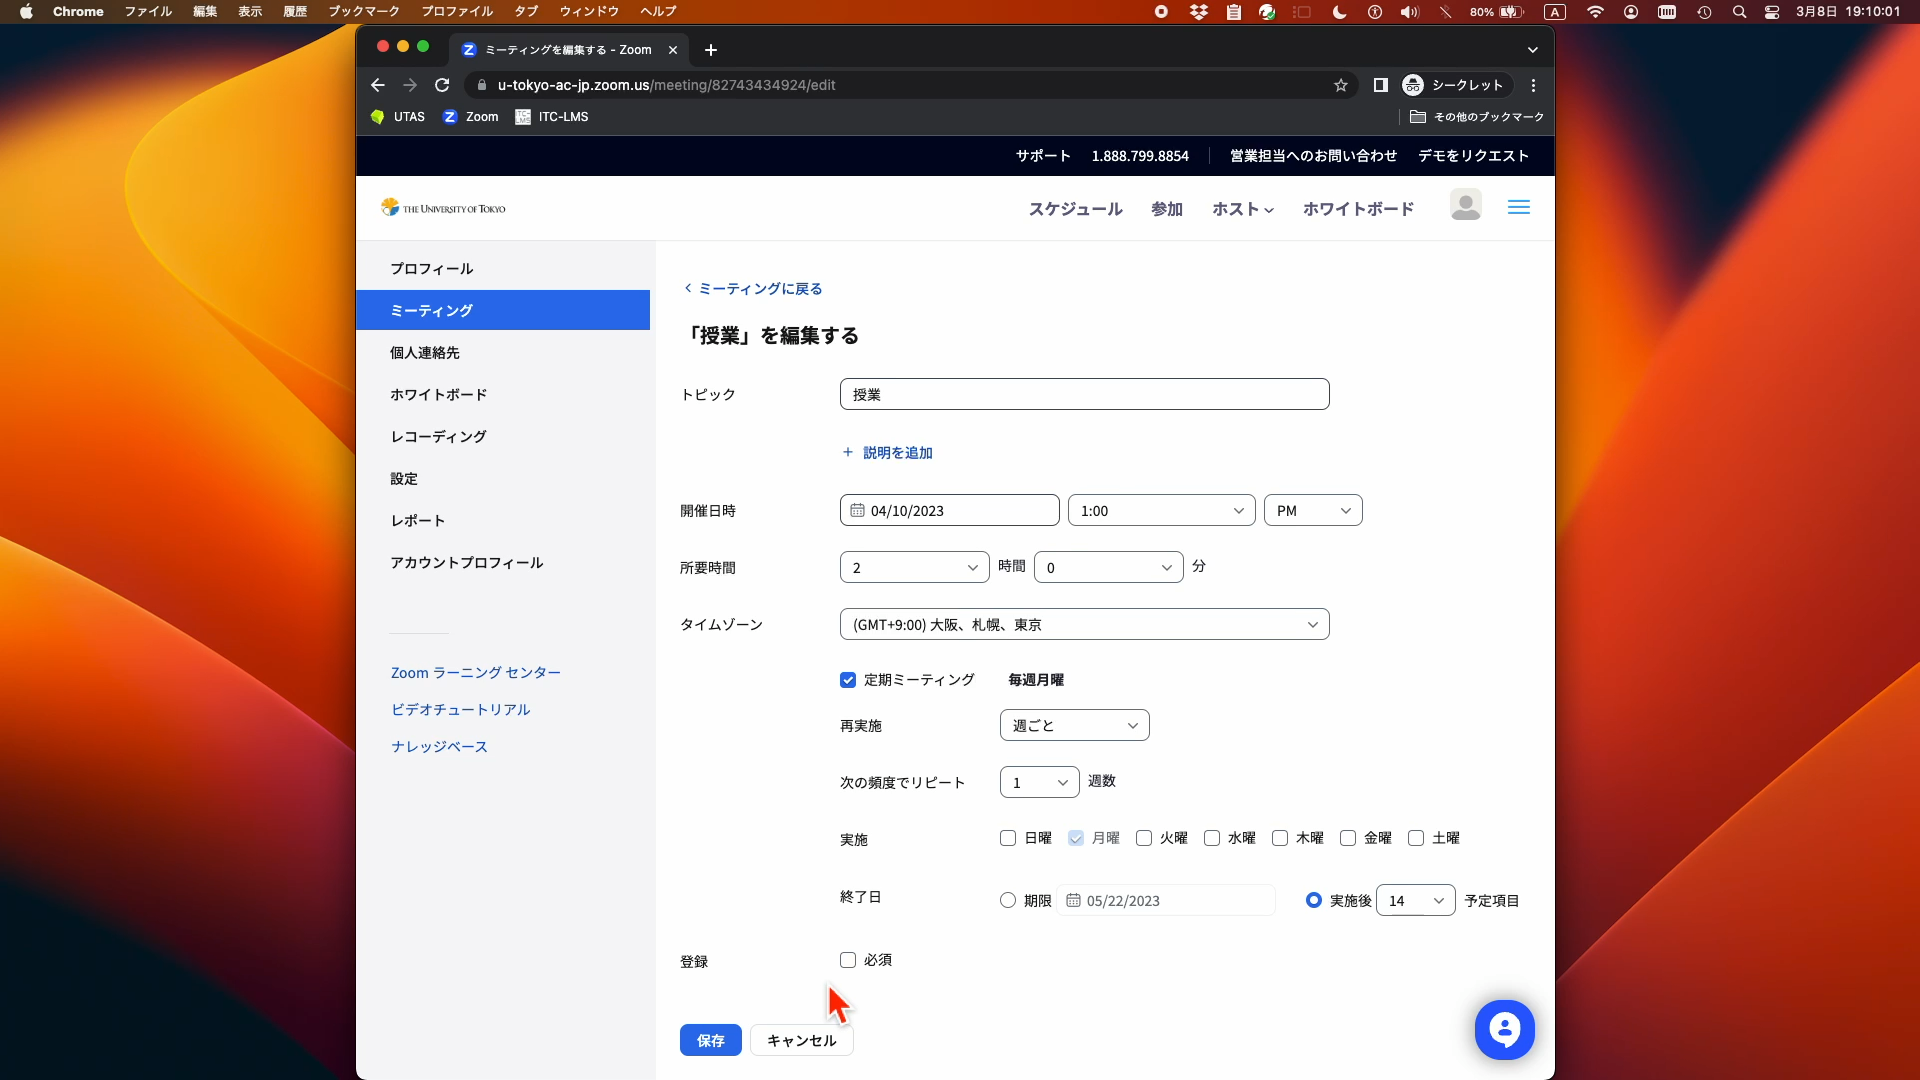 Chrome ファイル 編集 表示 履歴 ブックマーク プロファイル タブ ウィンドウ ヘルプ 80% A 3月8日 19:10:01
ミーティングを編集する - Zoom
u-tokyo-ac-jp.zoom.us/meeting/82743434924/edit シークレット
UTAS Zoom ITC-LMS その他のブックマーク
サポート 1.888.799.8854 営業担当へのお問い合わせ デモをリクエスト
THE UNIVERSITY OF TOKYO スケジュール 参加 ホスト ホワイトボード
プロフィール
ミーティング
個人連絡先
ホワイトボード
レコーディング
設定
レポート
アカウントプロフィール
Zoom ラーニング センター
ビデオチュートリアル
ナレッジベース
ミーティングに戻る
「授業」を編集する
トピック 授業
+ 説明を追加
開催日時 04/10/2023 1:00 PM
所要時間 2 時間 0 分
タイムゾーン (GMT+9:00) 大阪、札幌、東京
定期ミーティング 毎週月曜
再実施 週ごと
次の頻度でリピート 1 週数
実施 日曜 月曜 火曜 水曜 木曜 金曜 土曜
終了日 期限 05/22/2023 実施後 14 予定項目
登録 必須
保存 キャンセル